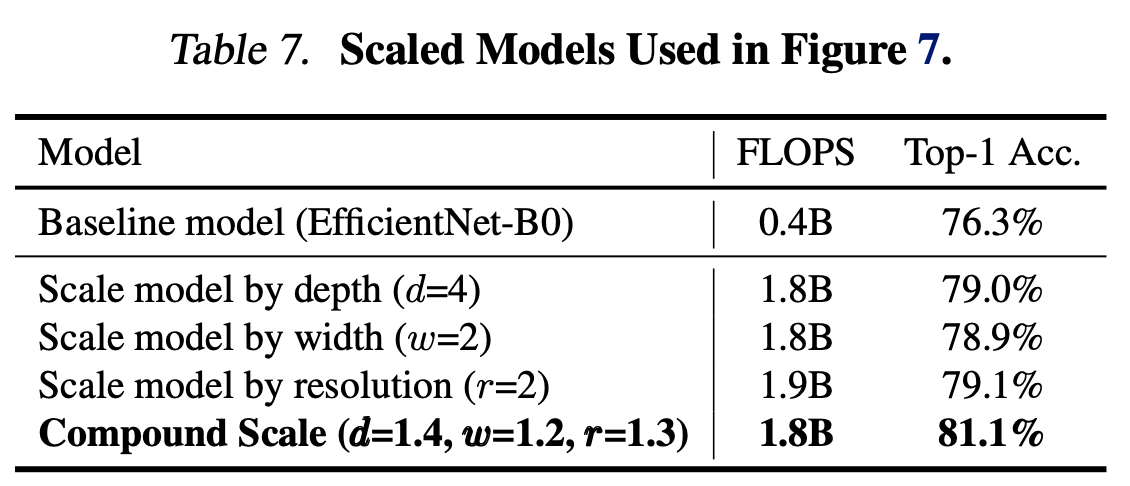 Table 7. Scaled Models Used in Figure 7.
Model FLOPS Top-1 Acc.
Baseline model (EfficientNet-B0) 0.4B 76.3%
Scale model by depth (d=4) 1.8B 79.0%
Scale model by width (w=2) 1.8B 78.9%
Scale model by resolution (r=2) 1.9B 79.1%
Compound Scale (d=1.4, w=1.2, r=1.3) 1.8B 81.1%